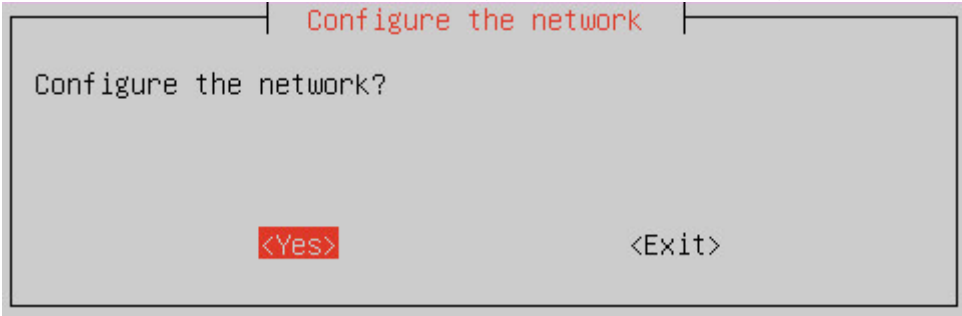 Configure the network
Configure the network?
<Yes> <Exit>